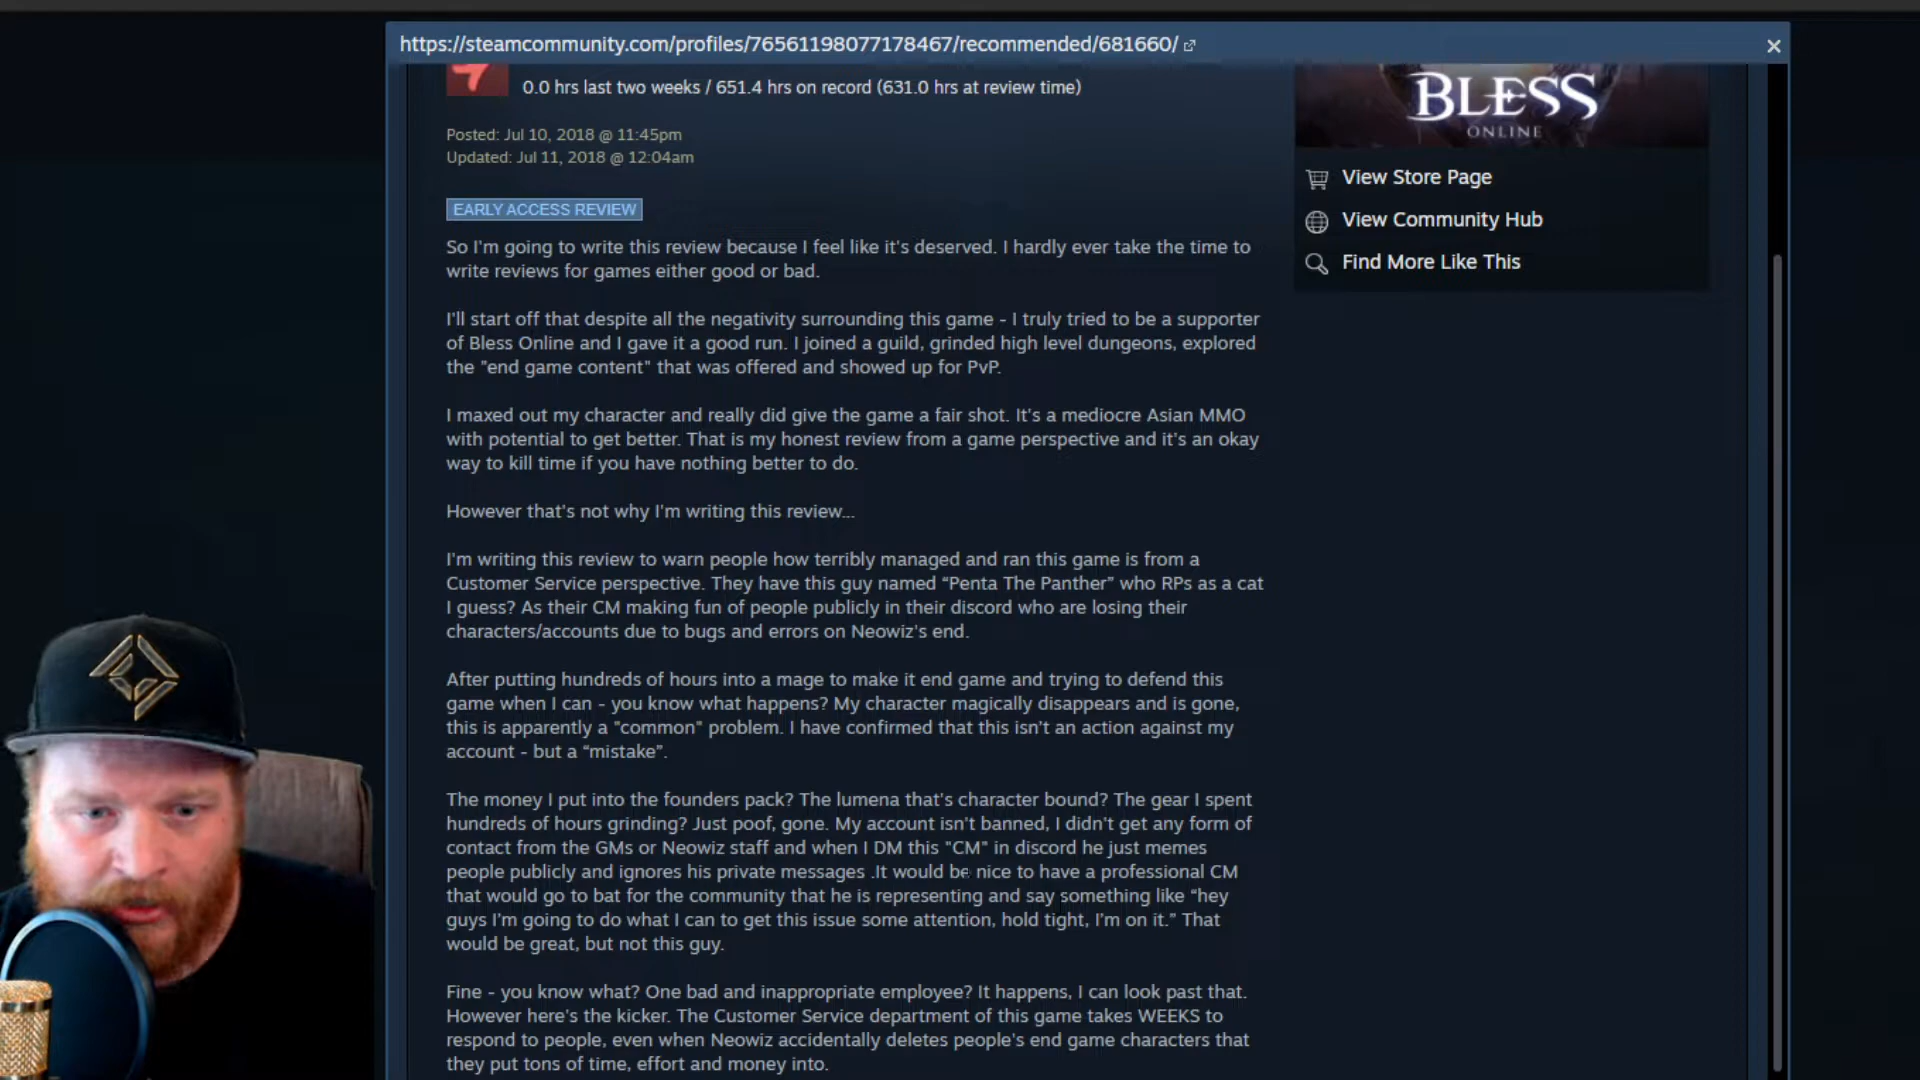 https://steamcommunity.com/profiles/76561198077178467/recommended/681660/
0.0 hrs last two weeks / 651.4 hrs on record (631.0 hrs at review time)
Posted: Jul 10, 2018 @ 11:45pm
Updated: Jul 11, 2018 @ 12:04am
EARLY ACCESS REVIEW
So I'm going to write this review because I feel like it's deserved. I hardly ever take the time to
write reviews for games either good or bad.
I'll start off that despite all the negativity surrounding this game - I truly tried to be a supporter
of Bless Online and I gave it a good run. I joined a guild, grinded high level dungeons, explored
the "end game content" that was offered and showed up for PvP.
I maxed out my character and really did give the game a fair shot. It's a mediocre Asian MMO
with potential to get better. That is my honest review from a game perspective and it's an okay
way to kill time if you have nothing better to do.
However that's not why I'm writing this review...
I'm writing this review to warn people how terribly managed and ran this game is from a
Customer Service perspective. They have this guy named “Penta The Panther” who RPs as a cat
I guess? As their CM making fun of people publicly in their discord who are losing their
characters/accounts due to bugs and errors on Neowiz's end.
After putting hundreds of hours into a mage to make it end game and trying to defend this
game when I can - you know what happens? My character magically disappears and is gone,
this is apparently a "common" problem. I have confirmed that this isn't an action against my
account - but a “mistake”.
The money I put into the founders pack? The lumena that's character bound? The gear I spent
hundreds of hours grinding? Just poof, gone. My account isn't banned, I didn't get any form of
contact from the GMs or Neowiz staff and when I DM this "CM" in discord he just memes
people publicly and ignores his private messages .It would be nice to have a professional CM
that would go to bat for the community that he is representing and say something like “hey
guys I'm going to do what I can to get this issue some attention, hold tight, I'm on it.” That
would be great, but not this guy.
Fine - you know what? One bad and inappropriate employee? It happens, I can look past that.
However here's the kicker. The Customer Service department of this game takes WEEKS to
respond to people, even when Neowiz accidentally deletes people's end game characters that
they put tons of time, effort and money into.
BLESS
ONLINE
View Store Page
View Community Hub
Find More Like This